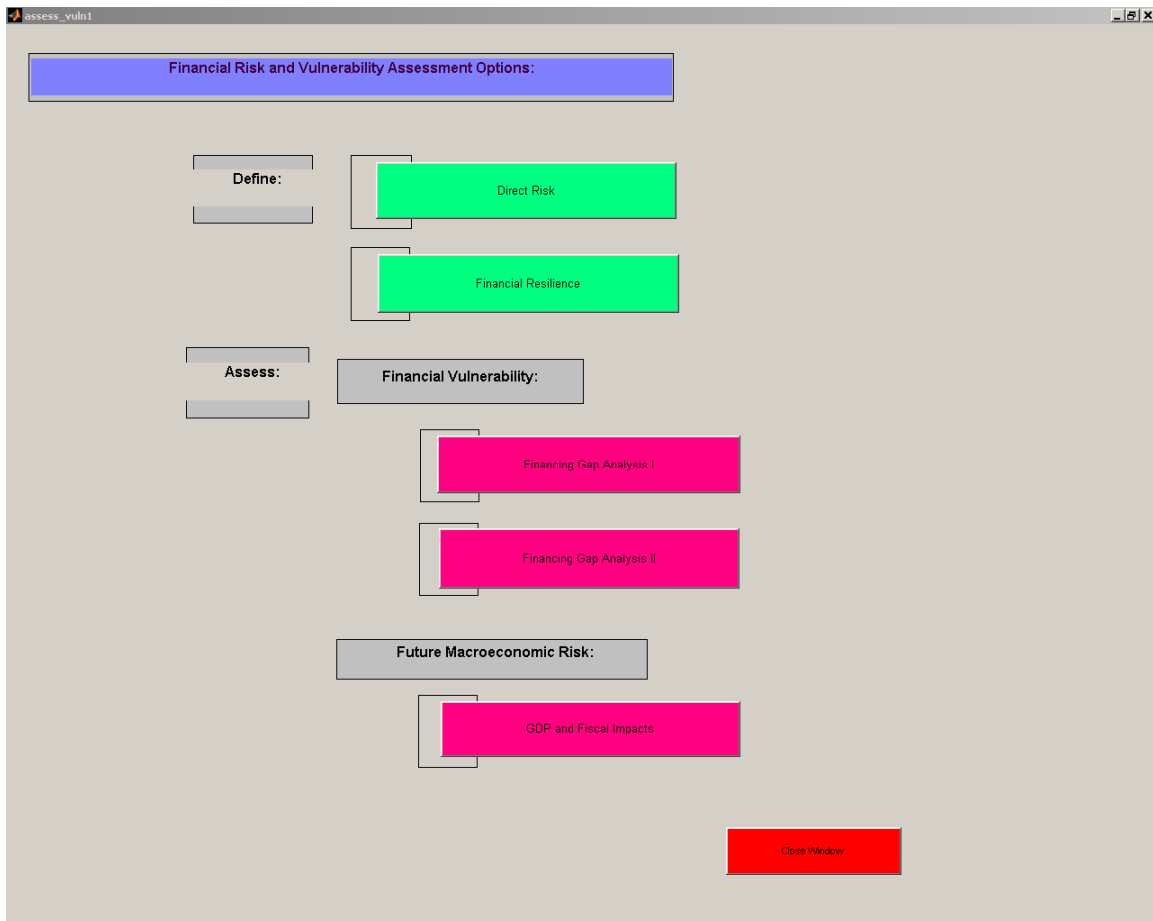 assess_vuln1
Financial Risk and Vulnerability Assessment Options:
Define:
Direct Risk
Financial Resilience
Assess:
Financial Vulnerability:
Financing Gap Analysis I
Financing Gap Analysis II
Future Macroeconomic Risk:
GDP and Fiscal Impacts
Close Window